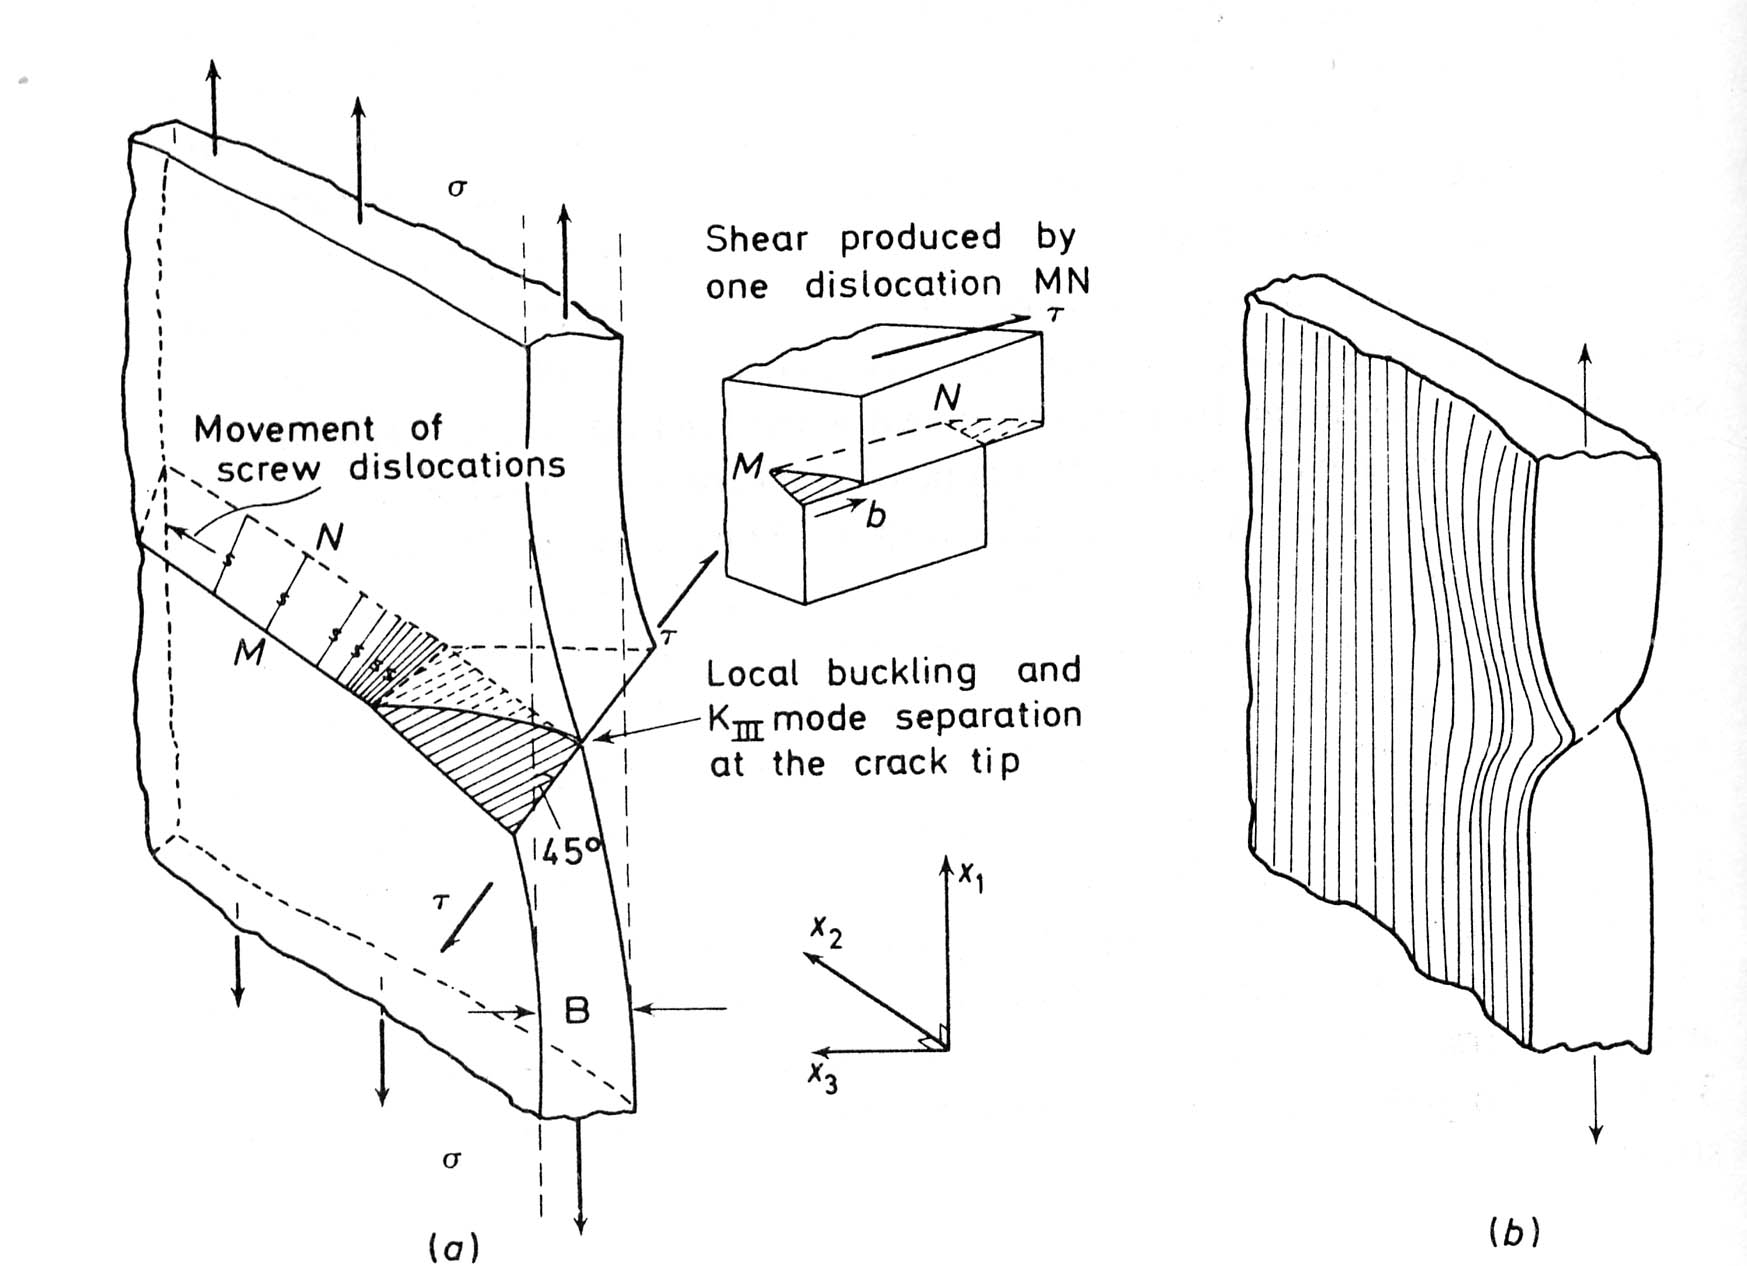 σ
Shear produced by
one dislocation MN
τ
N
M
b
Movement of
screw dislocations
N
M
τ
Local buckling and
KIII mode separation
at the crack tip
45°
τ
B
x1
x2
x3
σ
(a)
(b)
s
s
s
s
s
s